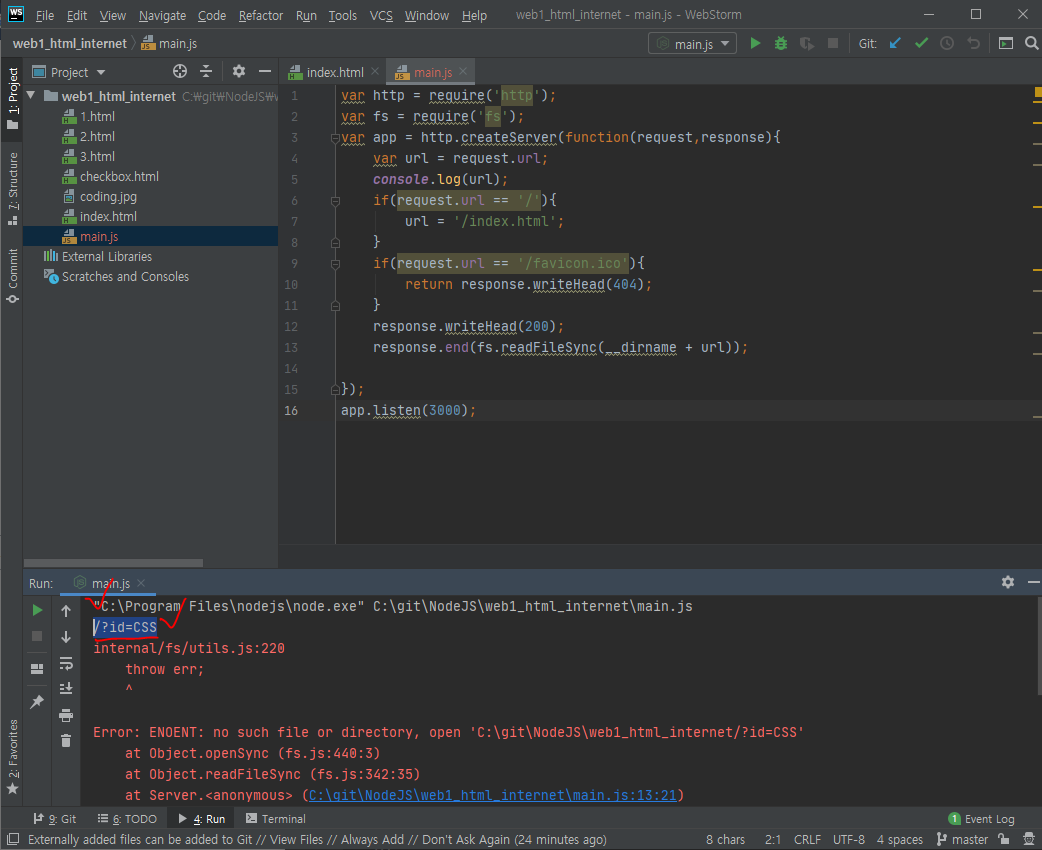 WS File Edit View Navigate Code Refactor Run Tools VCS Window Help web1_html_internet - main.js - WebStorm
web1_html_internet main.js main.js Git:
1: Project
Project
web1_html_internet C:₩git₩NodeJS₩v
1.html
2.html
3.html
checkbox.html
coding.jpg
index.html
main.js
External Libraries
Scratches and Consoles
7: Structure
Commit
2: Favorites
index.html main.js
1 var http = require('http');
2 var fs = require('fs');
3 var app = http.createServer(function(request,response){
4 var url = request.url;
5 console.log(url);
6 if(request.url == '/'){
7 url = '/index.html';
8 }
9 if(request.url == '/favicon.ico'){
10 return response.writeHead(404);
11 }
12 response.writeHead(200);
13 response.end(fs.readFileSync(__dirname + url));
14
15 });
16 app.listen(3000);
Run: main.js
"C:\Program Files\nodejs\node.exe" C:\git\NodeJS\web1_html_internet\main.js
/?id=CSS
internal/fs/utils.js:220
throw err;
^
Error: ENOENT: no such file or directory, open 'C:\git\NodeJS\web1_html_internet/?id=CSS'
at Object.openSync (fs.js:440:3)
at Object.readFileSync (fs.js:342:35)
at Server.<anonymous> (C:\git\NodeJS\web1_html_internet\main.js:13:21)
9: Git 6: TODO 4: Run Terminal 1 Event Log
Externally added files can be added to Git // View Files // Always Add // Don't Ask Again (24 minutes ago) 8 chars 2:1 CRLF UTF-8 4 spaces master